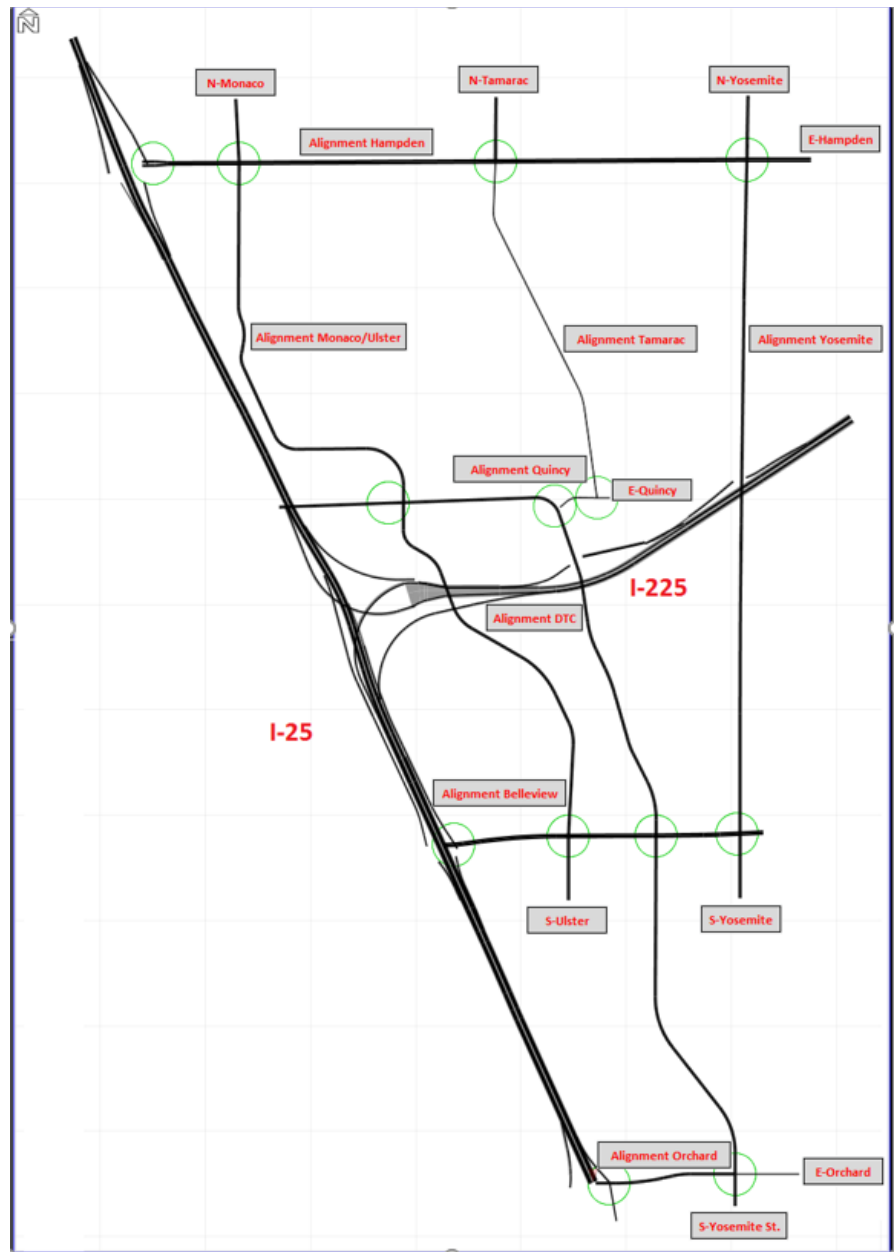 N
N-Monaco
N-Tamarac
N-Yosemite
Alignment Hampden
E-Hampden
Alignment Monaco/Ulster
Alignment Tamarac
Alignment Yosemite
Alignment Quincy
E-Quincy
I-225
Alignment DTC
I-25
Alignment Belleview
S-Ulster
S-Yosemite
Alignment Orchard
E-Orchard
S-Yosemite St.